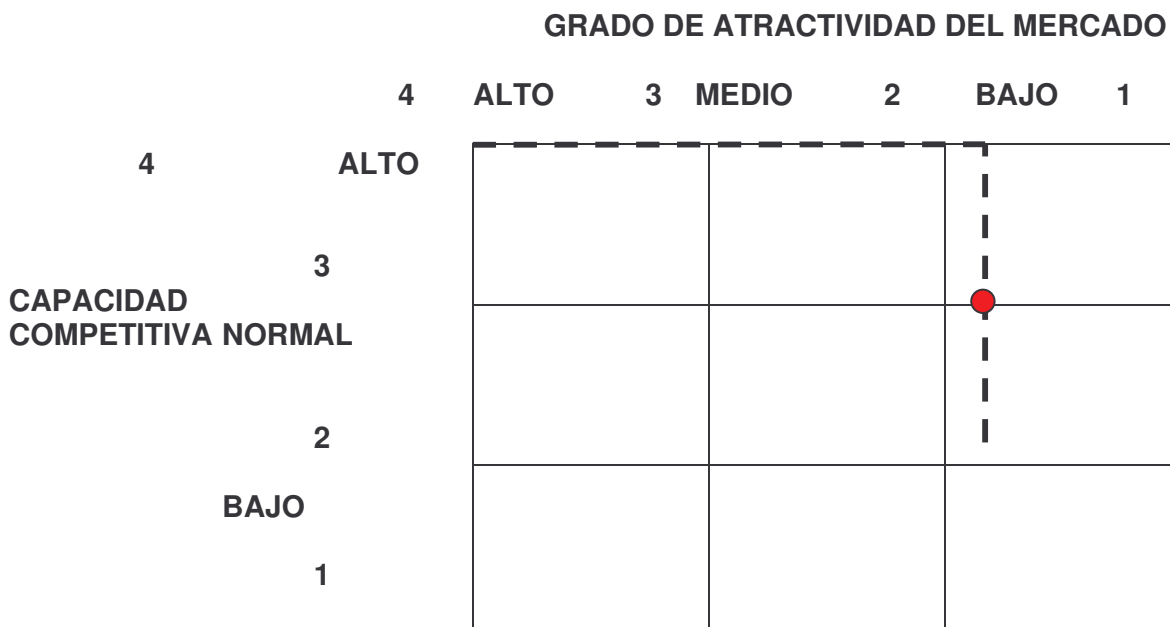 GRADO DE ATRACTIVIDAD DEL MERCADO
4 ALTO 3 MEDIO 2 BAJO 1
4 ALTO
3
CAPACIDAD
COMPETITIVA NORMAL
2
BAJO
1